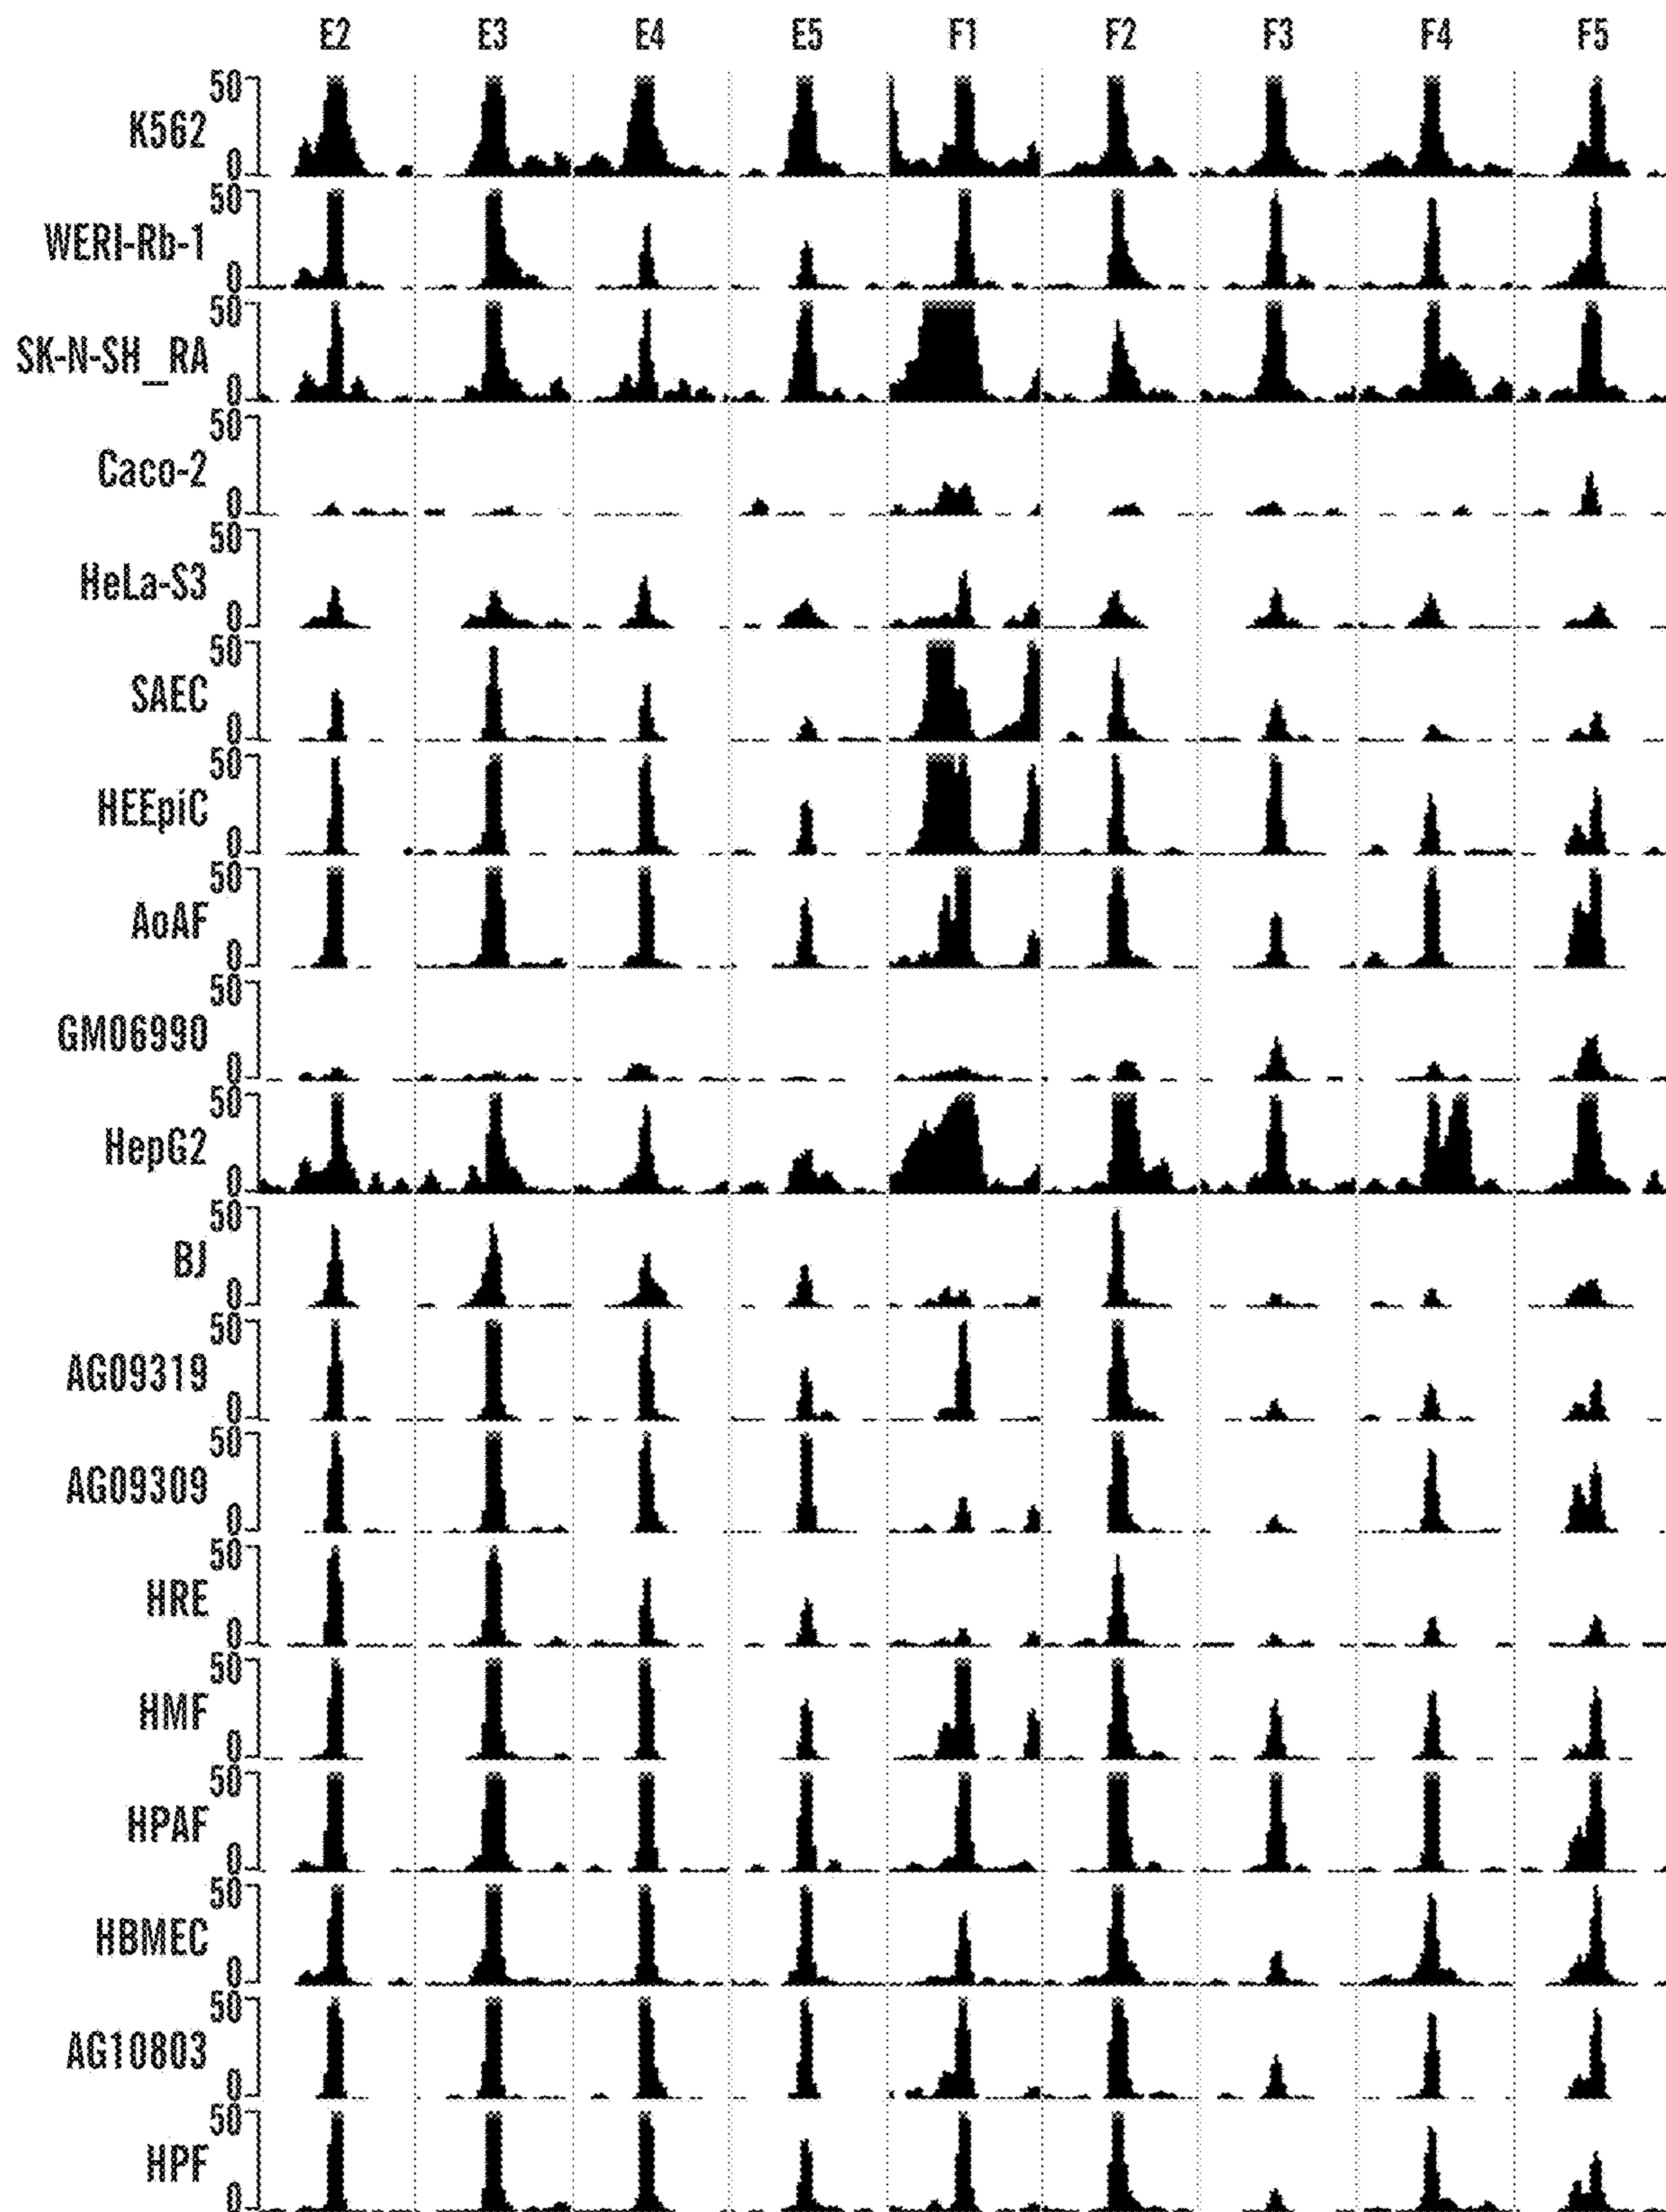 E2 E3 E4 E5 F1 F2 F3 F4 F5
50
K562
0
50
WERI-Rb-1
0
50
SK-N-SH_RA
0
50
Caco-2
0
50
HeLa-S3
0
50
SAEC
0
50
HEEpiC
0
50
AoAF
0
50
GM06990
0
50
HepG2
0
50
BJ
0
50
AG09319
0
50
AG09309
0
50
HRE
0
50
HMF
0
50
HPAF
0
50
HBMEC
0
50
AG10803
0
50
HPF
0